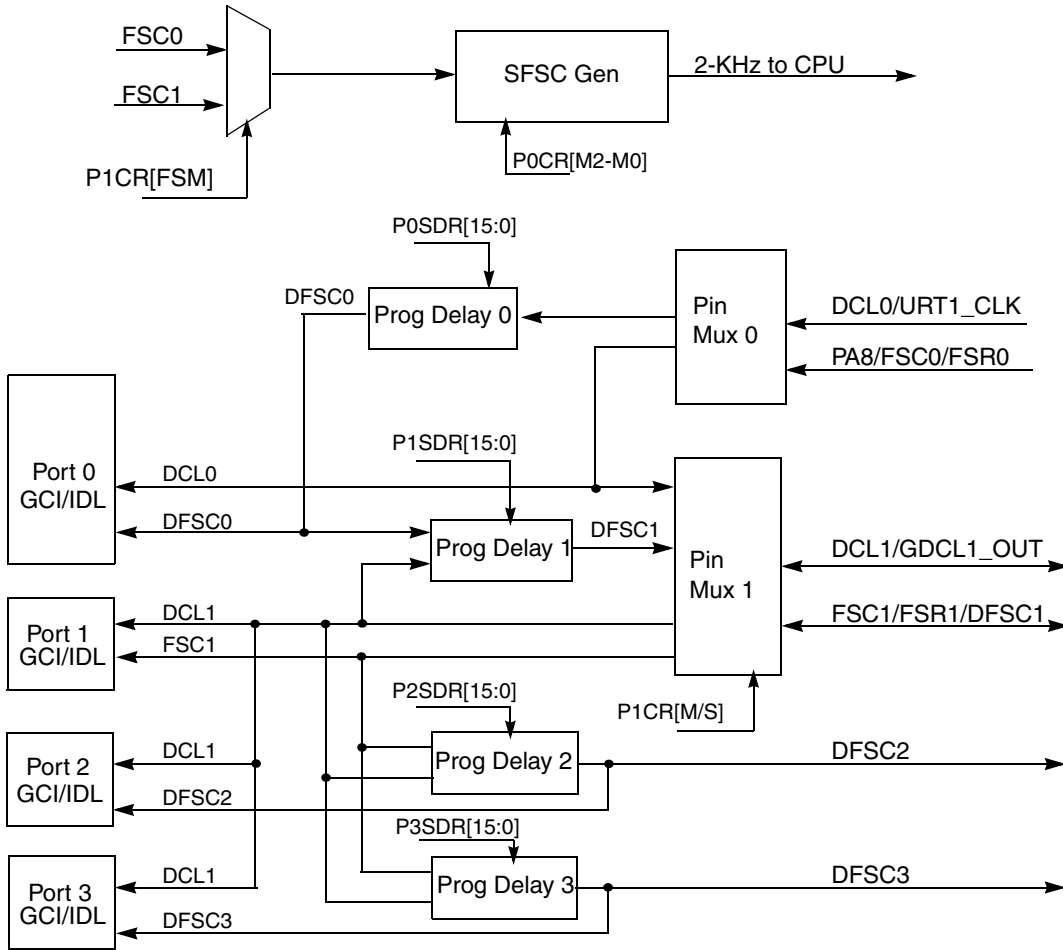 FSC0
FSC1
P1CR[FSM]
SFSC Gen
2-KHz to CPU
P0CR[M2-M0]
P0SDR[15:0]
DFSC0
Prog Delay 0
Pin
Mux 0
DCL0/URT1_CLK
PA8/FSC0/FSR0
Port 0
GCI/IDL
DCL0
DFSC0
P1SDR[15:0]
Prog Delay 1
DFSC1
Pin
Mux 1
DCL1/GDCL1_OUT
FSC1/FSR1/DFSC1
P1CR[M/S]
Port 1
GCI/IDL
DCL1
FSC1
P2SDR[15:0]
Prog Delay 2
DFSC2
Port 2
GCI/IDL
DCL1
DFSC2
P3SDR[15:0]
Prog Delay 3
DFSC3
Port 3
GCI/IDL
DCL1
DFSC3